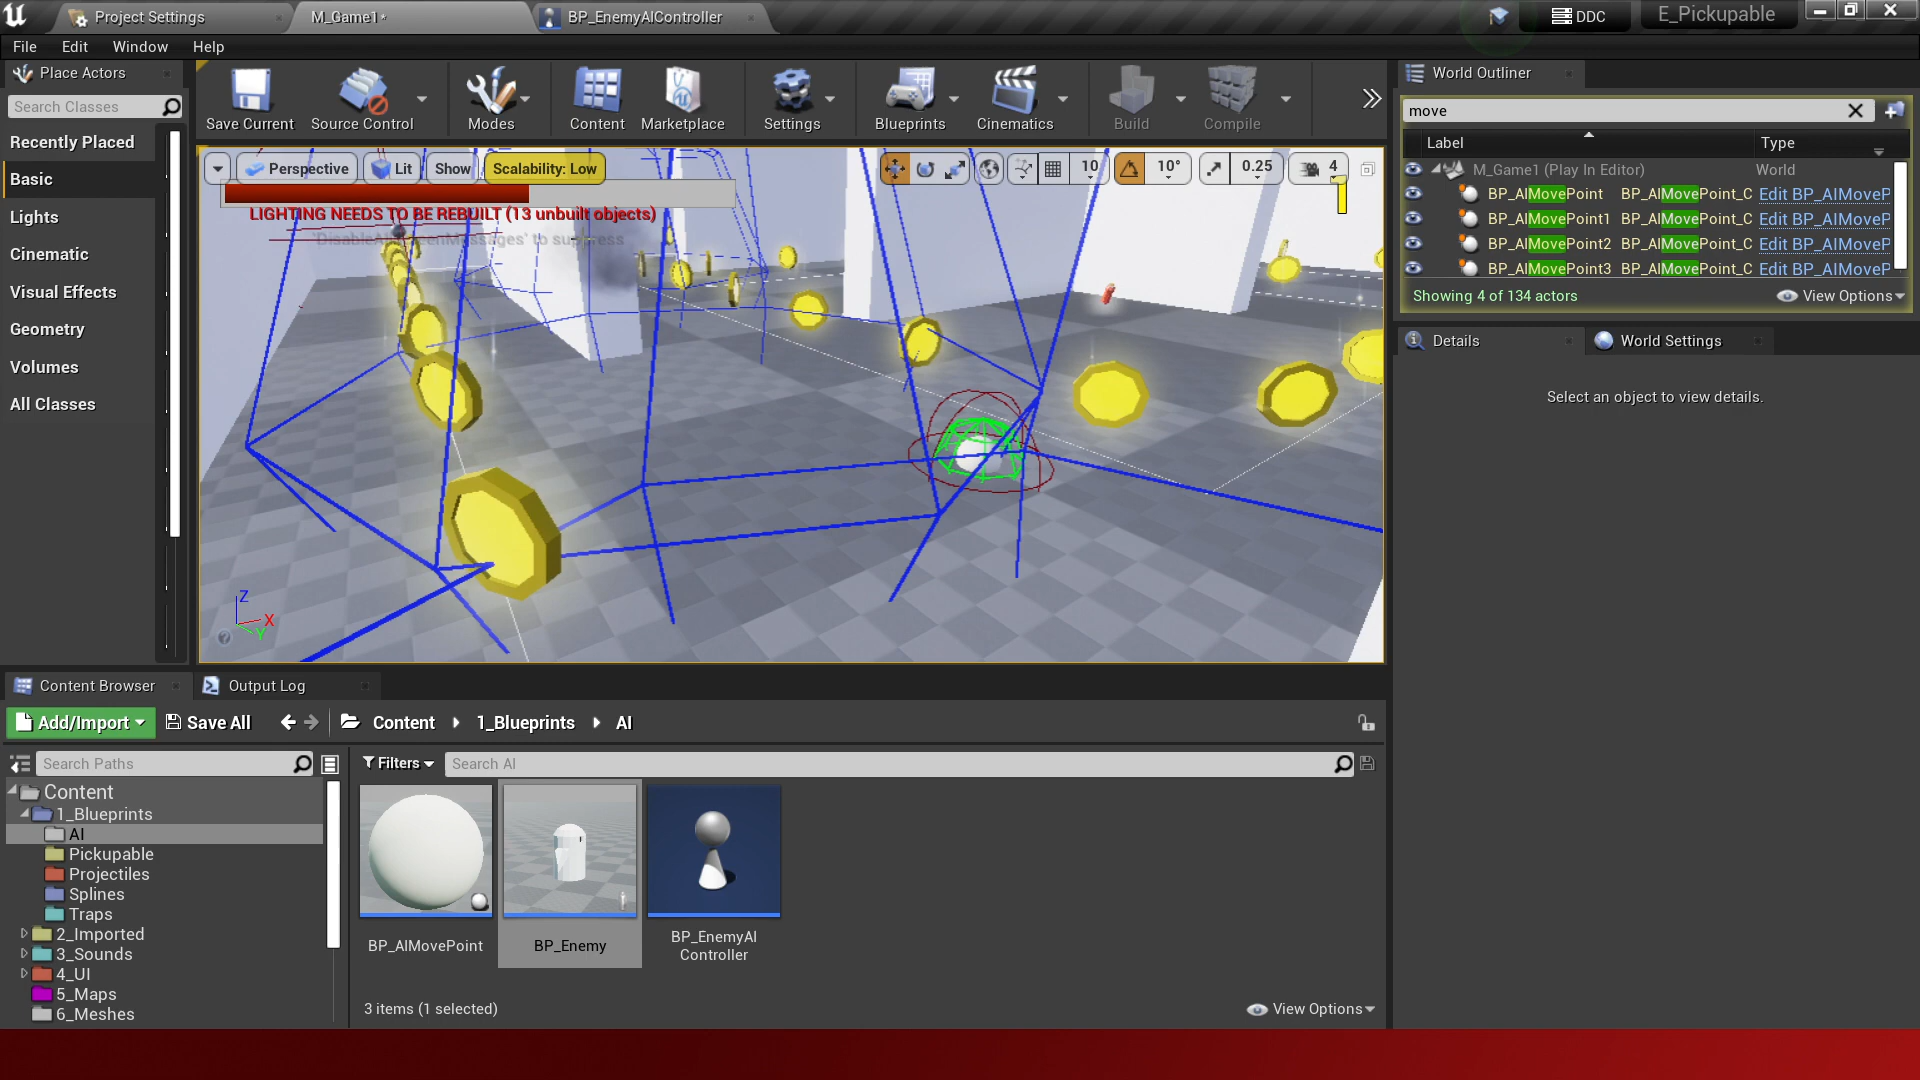 Project Settings
M_Game1*
BP_EnemyAIController
DDC
E_Pickupable
File Edit Window Help
Place Actors
Search Classes
Recently Placed
Basic
Lights
Cinematic
Visual Effects
Geometry
Volumes
All Classes
Save Current
Source Control
Modes
Content
Marketplace
Settings
Blueprints
Cinematics
Build
Compile
Perspective
Lit
Show
Scalability: Low
10
10°
0.25
4
LIGHTING NEEDS TO BE REBUILT (13 unbuilt objects)
Z
X
Y
World Outliner
move
Label
Type
M_Game1 (Play In Editor) World
BP_AIMovePoint BP_AIMovePoint_C Edit BP_AIMoveP
BP_AIMovePoint1 BP_AIMovePoint_C Edit BP_AIMoveP
BP_AIMovePoint2 BP_AIMovePoint_C Edit BP_AIMoveP
BP_AIMovePoint3 BP_AIMovePoint_C Edit BP_AIMoveP
Showing 4 of 134 actors
View Options
Details
World Settings
Select an object to view details.
Content Browser
Output Log
Add/Import
Save All
Content
1_Blueprints
AI
Search Paths
Filters
Search AI
Content
1_Blueprints
AI
Pickupable
Projectiles
Splines
Traps
2_Imported
3_Sounds
4_UI
5_Maps
6_Meshes
BP_AIMovePoint
BP_Enemy
BP_EnemyAI
Controller
3 items (1 selected)
View Options